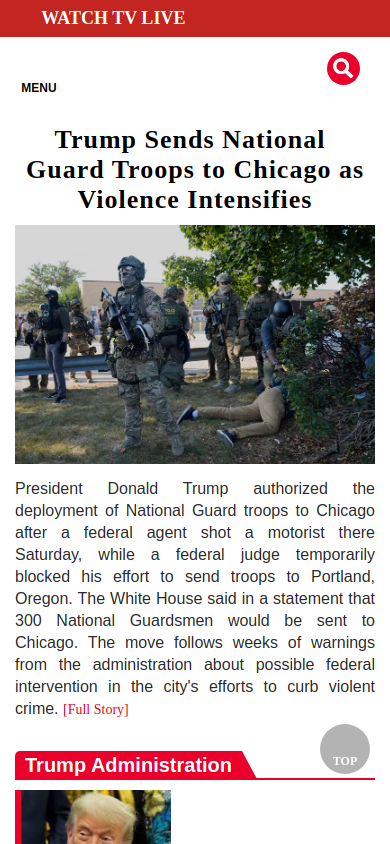 WATCH TV LIVE
MENU
Trump Sends National
Guard Troops to Chicago as
Violence Intensifies
President Donald Trump authorized the
deployment of National Guard troops to Chicago
after a federal agent shot a motorist there
Saturday, while a federal judge temporarily
blocked his effort to send troops to Portland,
Oregon. The White House said in a statement that
300 National Guardsmen would be sent to
Chicago. The move follows weeks of warnings
from the administration about possible federal
intervention in the city's efforts to curb violent
crime. [Full Story]
TOP
Trump Administration